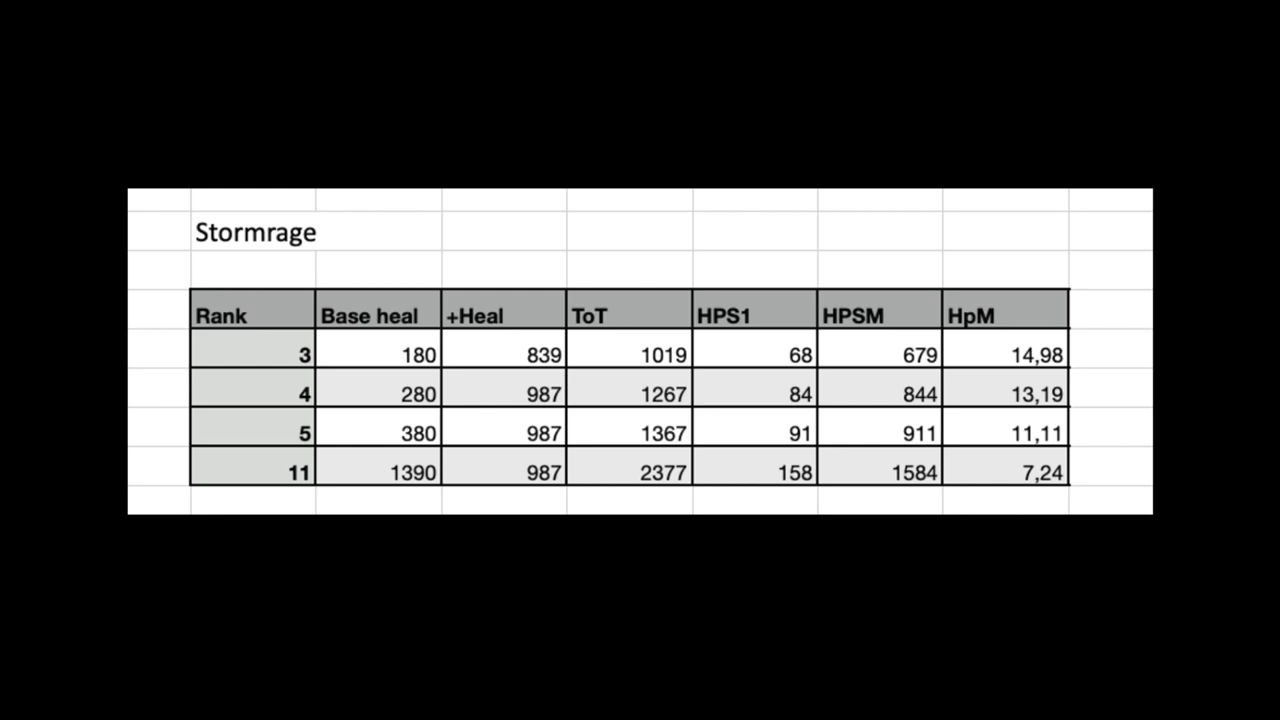 Stormrage
Rank Base heal +Heal ToT HPS1 HPSM HpM
3 180 839 1019 68 679 14,98
4 280 987 1267 84 844 13,19
5 380 987 1367 91 911 11,11
11 1390 987 2377 158 1584 7,24